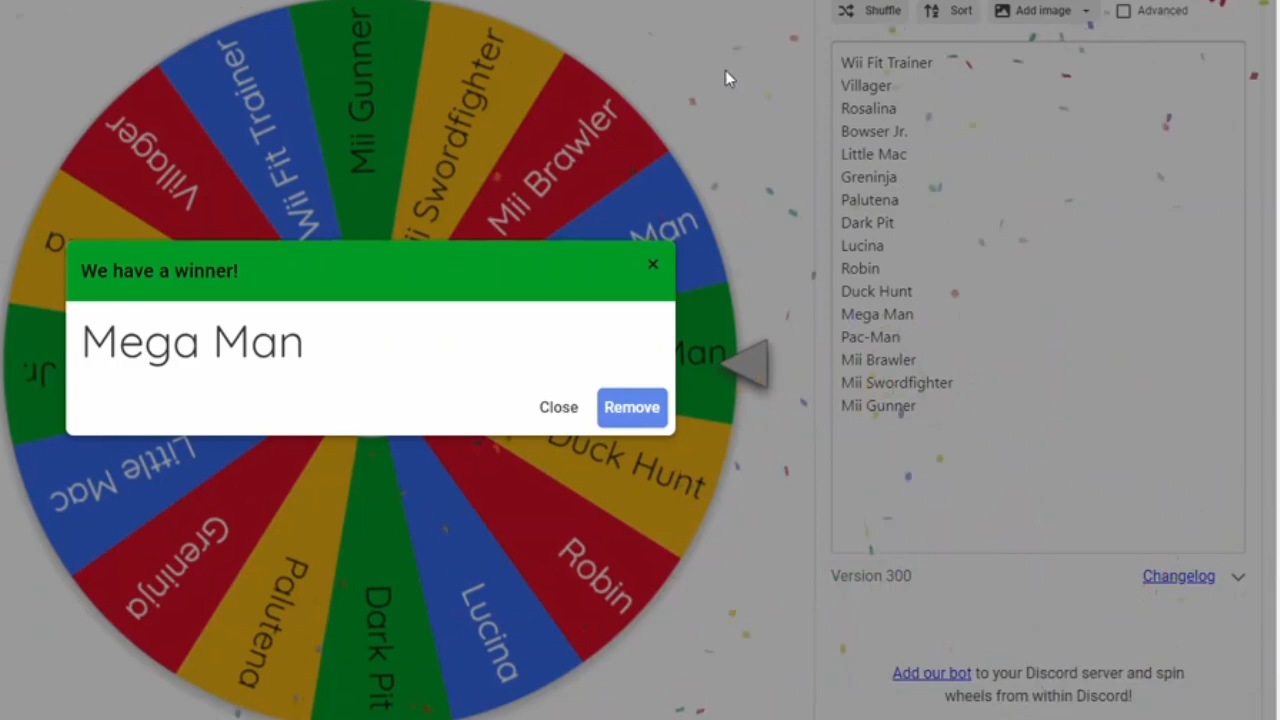 Shuffle
Sort
Add image
Advanced
Mii Gunner
Mii Swordfighter
Mii Brawler
Man
Man
Duck Hunt
Robin
Lucina
Dark Pit
Palutena
Greninja
Little Mac
Jr.
a
Villager
Wii Fit Trainer
We have a winner!
×
Mega Man
Close
Remove
Wii Fit Trainer
Villager
Rosalina
Bowser Jr.
Little Mac
Greninja
Palutena
Dark Pit
Lucina
Robin
Duck Hunt
Mega Man
Pac-Man
Mii Brawler
Mii Swordfighter
Mii Gunner
Version 300
Changelog
Add our bot to your Discord server and spin
wheels from within Discord!